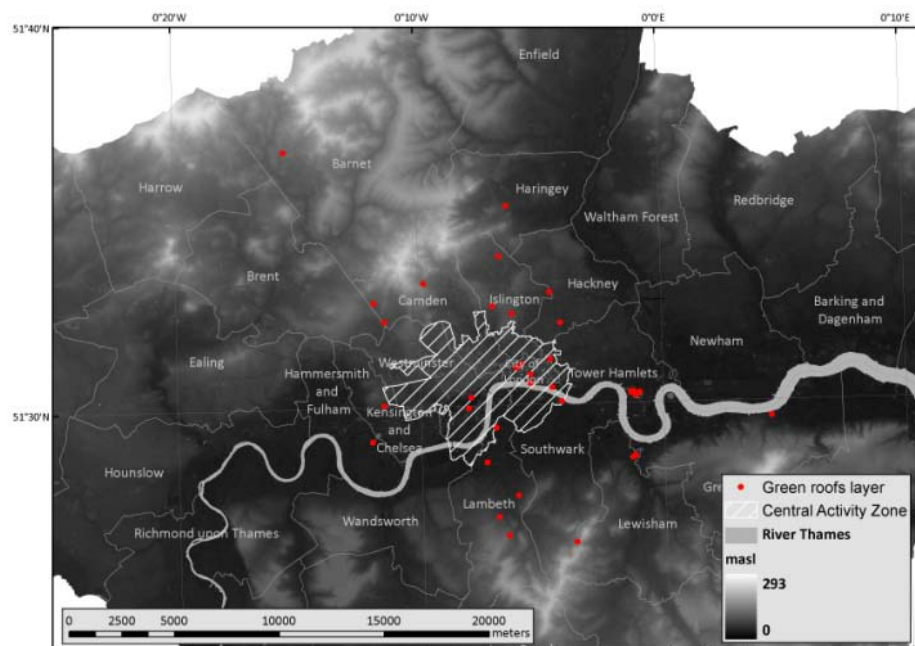 0°20'W
0°10'W
0°0'E
0°10'E
51°40'
Enfield
Barnet
Harrow
Haringey
Waltham Forest
Redbridge
Brent
Hackney
Camden
Islington
Barking and
Dagenham
Newham
Ealing
Westminster
City of
London
Tower Hamlets
Hammersmith
and
Fulham
51°30'
Kensington
and
Chelsea
Southwark
Hounslow
Lambeth
Richmond upon Thames
Wandsworth
Lewisham
Green roofs layer
Central Activity Zone
River Thames
masl
293
0
0 2500 5000 10000 15000 20000
meters